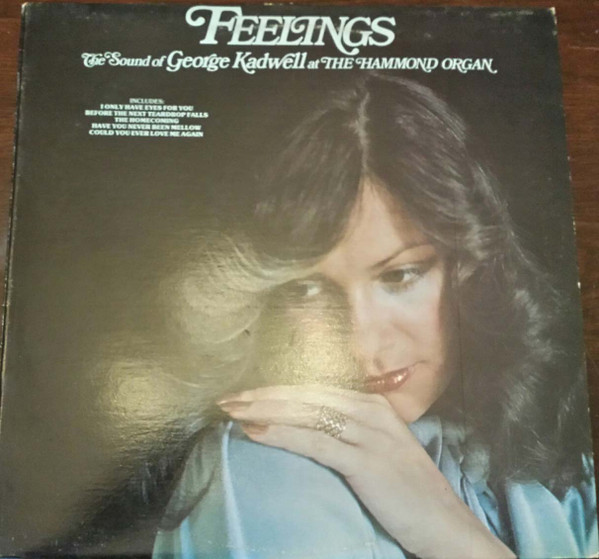 FEELINGS
The Sound of George Kadwell at THE HAMMOND ORGAN
INCLUDES:
I ONLY HAVE EYES FOR YOU
BEFORE THE NEXT TEARDROP FALLS
THE HOMECOMING
HAVE YOU NEVER BEEN MELLOW
COULD YOU EVER LOVE ME AGAIN